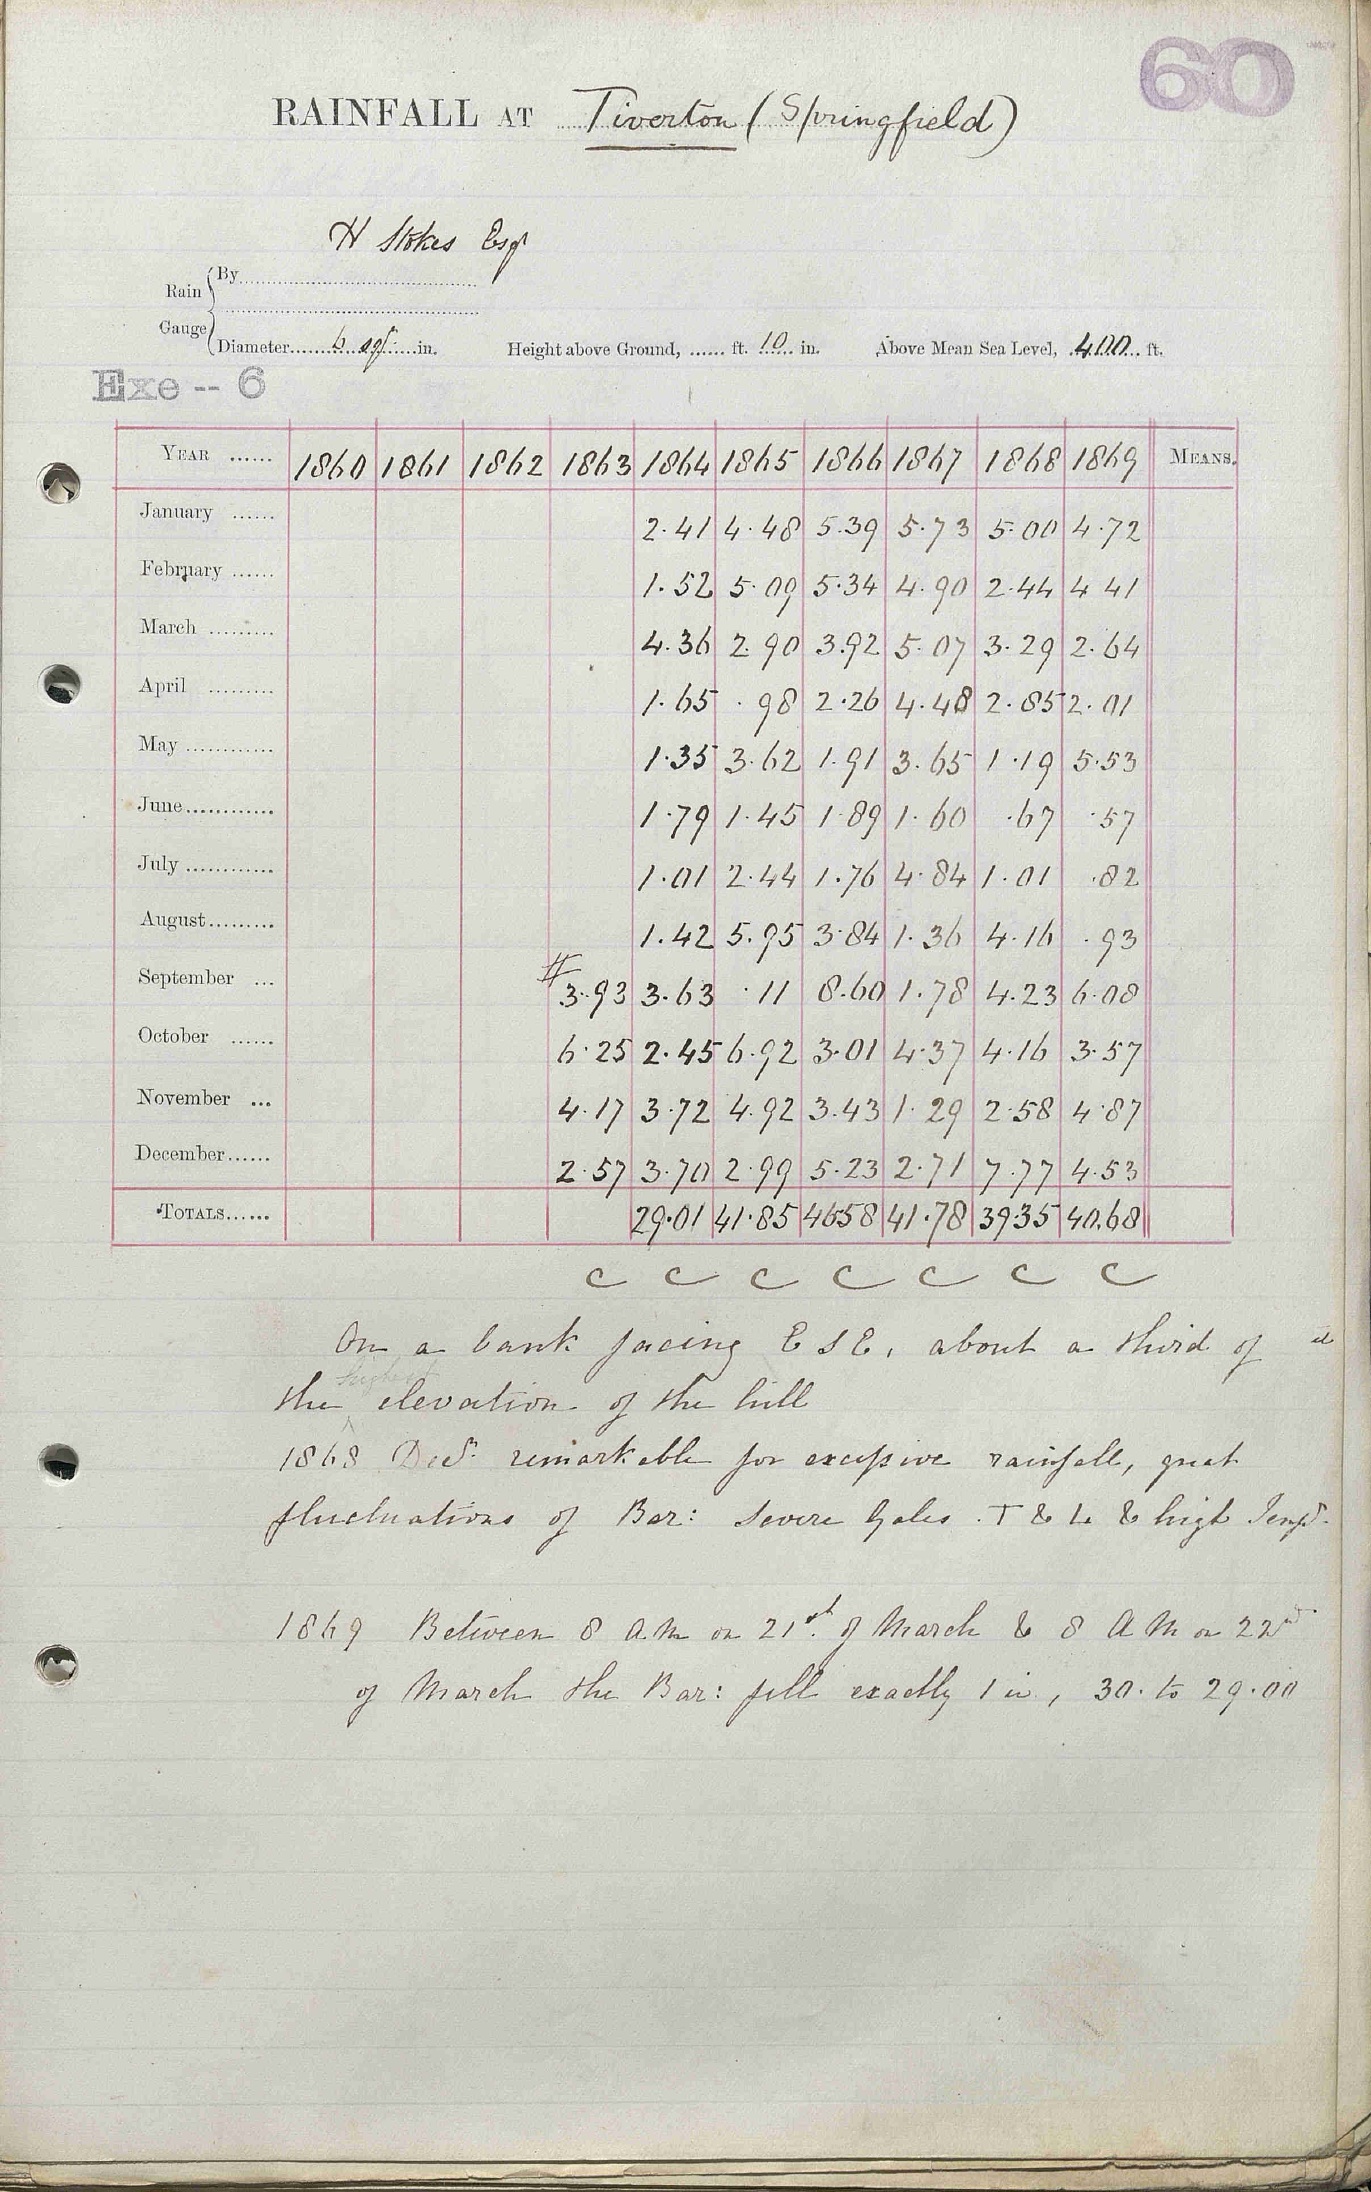 60
RAINFALL AT Tiverton (Springfield)
H Stokes Esqr
Rain Gauge { By
Diameter in. Height above Ground, ...... ft. 10 in. Above Mean Sea Level, 400 ft.
Exe -- 6
YEAR ...... 1860 1861 1862 1863 1864 1865 1866 1867 1868 1869 MEANS.
January ...... 2.41 4.48 5.39 5.73 5.00 4.72
February ...... 1.52 5.09 5.34 4.90 2.44 4 41
March ......... 4.36 2.90 3.92 5.07 3.29 2.64
April ......... 1.65 .98 2.26 4.48 2.85 2.01
May ............ 1.35 3.62 1.91 3.65 1.19 5.53
June............ 1.79 1.45 1.89 1.60 .67 .57
July ............ 1.01 2.44 1.76 4.84 1.01 .82
August......... 1.42 5.95 3.84 1.36 4.16 .93
September ... # 3.93 3.63 .11 8.60 1.78 4.23 6.08
October ...... 6.25 2.45 6.92 3.01 4.37 4.16 3.57
November ... 4.17 3.72 4.92 3.43 1.29 2.58 4.87
December...... 2.57 3.70 2.99 5.23 2.71 7.77 4.53
TOTALS...... 29.01 41.85 4658 41.78 39.35 40.68
C C C C C C C
On a bank facing E S E, about a third of
the highest elevation of the hill
1868 Decr. remarkable for excessive rainfall, great
fluctuations of Bar: Severe Gales. T & L & high Tempr.
1869 Between 8 A M on 21st. of March & 8 A M on 22nd
of March the Bar: fell exactly 1 in, 30. to 29.00